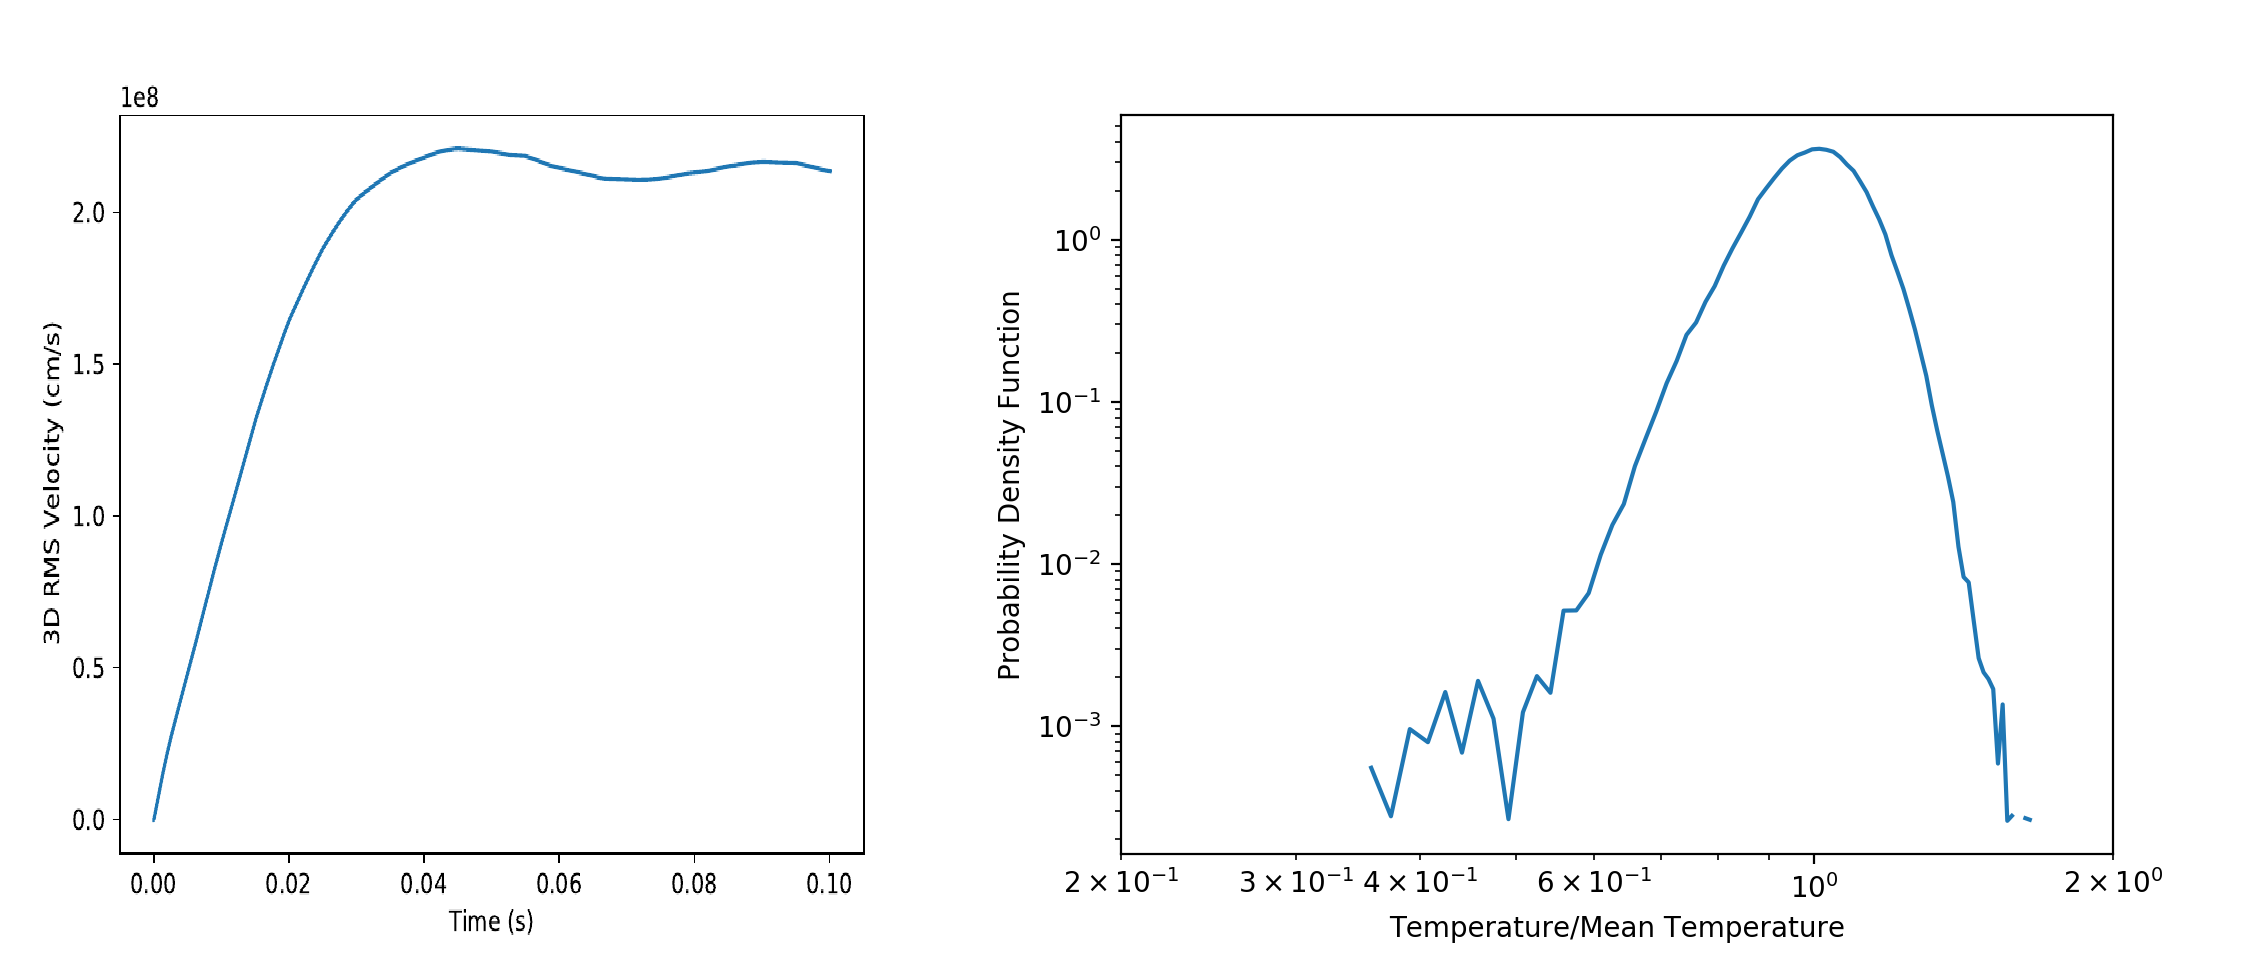 1e8
2.0
1.5
1.0
0.5
0.0
3D RMS Velocity (cm/s)
0.00 0.02 0.04 0.06 0.08 0.10
Time (s)
10⁰
10⁻¹
10⁻²
10⁻³
Probability Density Function
2 × 10⁻¹ 3 × 10⁻¹ 4 × 10⁻¹ 6 × 10⁻¹ 10⁰ 2 × 10⁰
Temperature/Mean Temperature